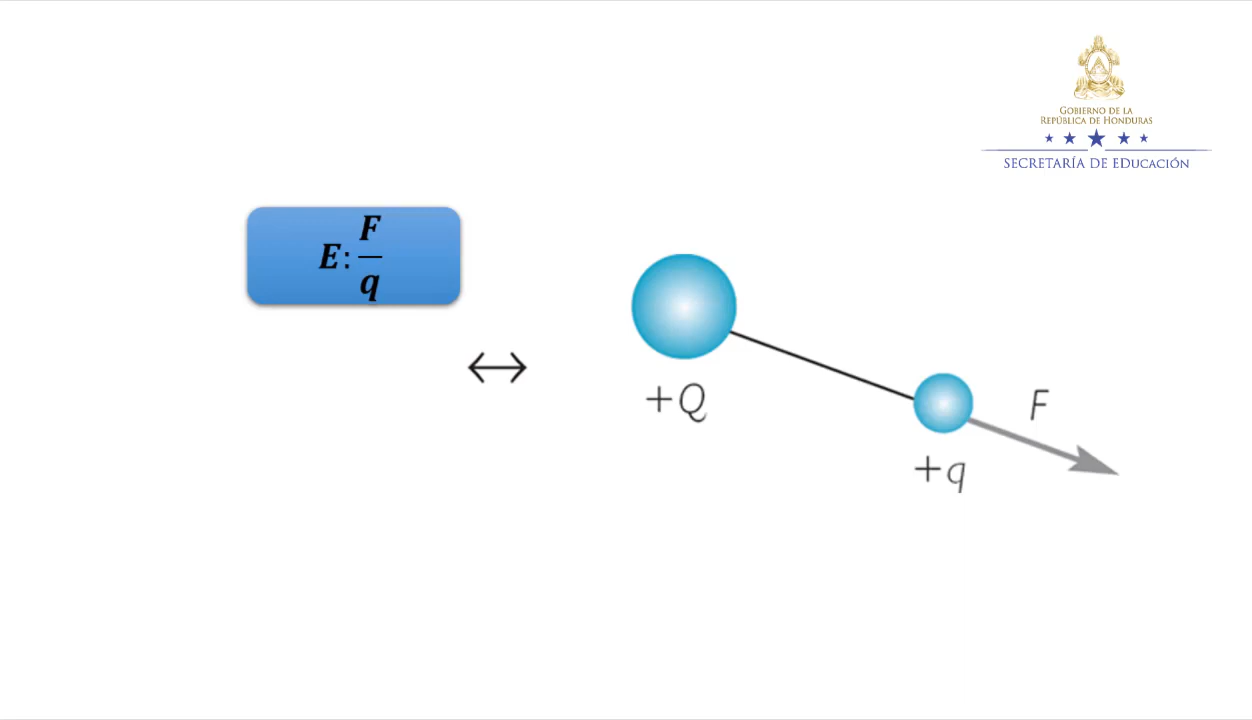 GOBIERNO DE LA
REPÚBLICA DE HONDURAS
SECRETARÍA DE EDUCACIÓN
E: F/q
+Q
F
+q